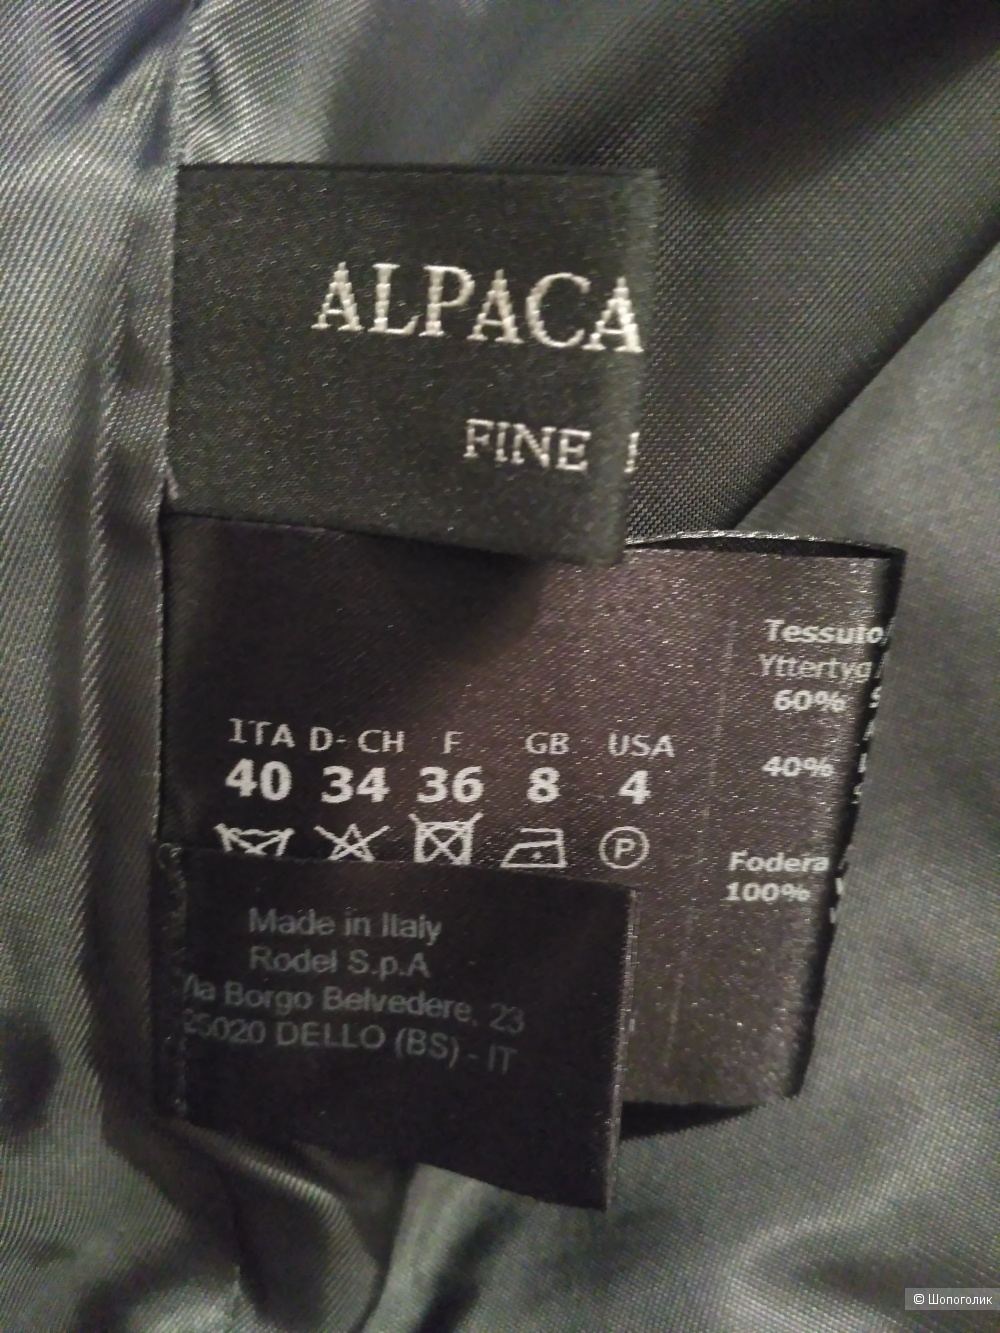 ALPACA
FINE
ITA D-CH F GB USA
40 34 36 8 4
P
Tessuto
Yttertyg
60%
40%
Fodera
100%
Made in Italy
Rodel S.p.A
Via Borgo Belvedere, 23
25020 DELLO (BS) - IT
© Шопоголик